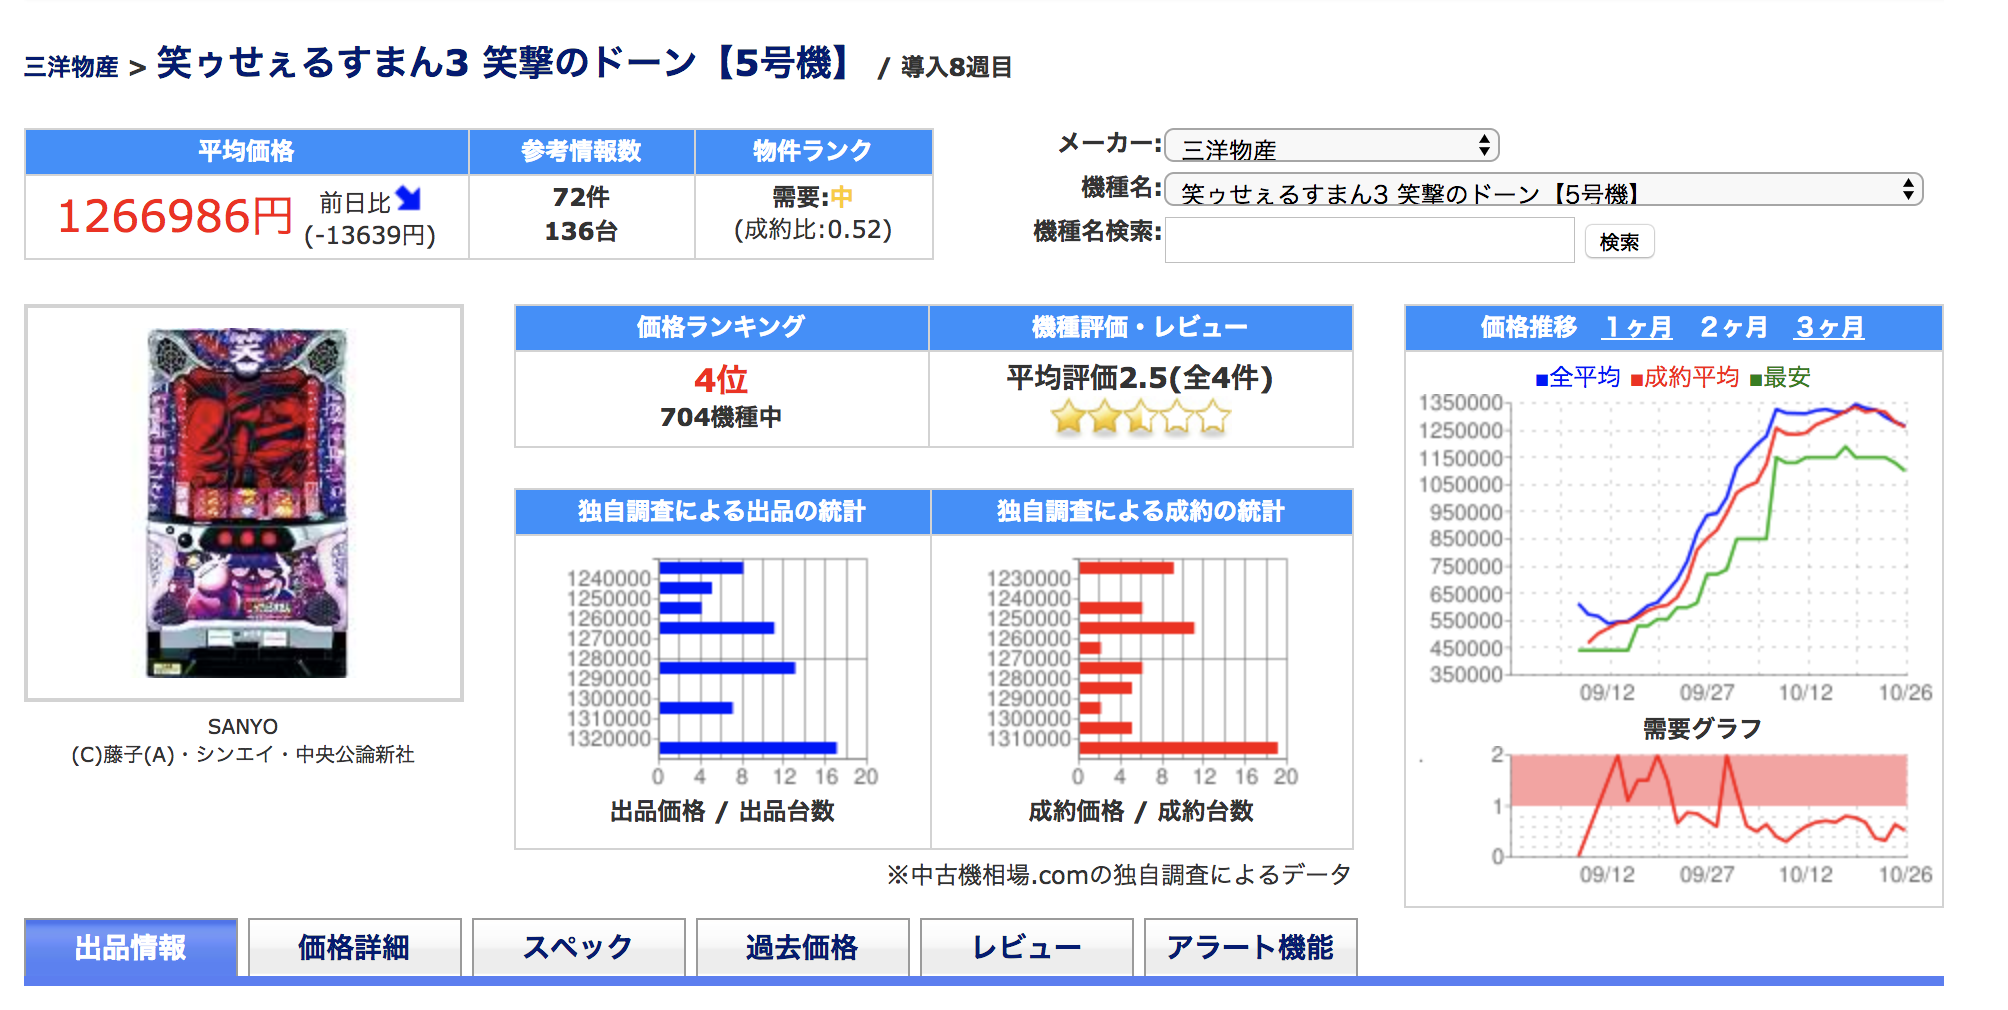 三洋物産 > 笑ゥせぇるすまん3 笑撃のドーン【5号機】 / 導入8週目
平均価格 参考情報数 物件ランク
1266986円 前日比 (-13639円)
72件
136台
需要:中
(成約比:0.52)
メーカー: 三洋物産
機種名: 笑ゥせぇるすまん3 笑撃のドーン【5号機】
機種名検索: 検索
笑
SANYO
(C)藤子(A)・シンエイ・中央公論新社
価格ランキング 機種評価・レビュー
4位
704機種中
平均評価2.5(全4件)
独自調査による出品の統計 独自調査による成約の統計
1240000
1250000
1260000
1270000
1280000
1290000
1300000
1310000
1320000
0 4 8 12 16 20
出品価格 / 出品台数
1230000
1240000
1250000
1260000
1270000
1280000
1290000
1300000
1310000
0 4 8 12 16 20
成約価格 / 成約台数
※中古機相場.comの独自調査によるデータ
価格推移 1ヶ月 2ヶ月 3ヶ月
■全平均 ■成約平均 ■最安
1350000
1250000
1150000
1050000
950000
850000
750000
650000
550000
450000
350000
09/12 09/27 10/12 10/26
需要グラフ
2
1
0
09/12 09/27 10/12 10/26
出品情報 価格詳細 スペック 過去価格 レビュー アラート機能